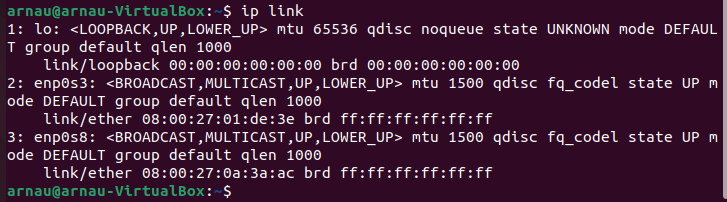 arnau@arnau-VirtualBox:~$ ip link
1: lo: <LOOPBACK,UP,LOWER_UP> mtu 65536 qdisc noqueue state UNKNOWN mode DEFAUL
T group default qlen 1000
    link/loopback 00:00:00:00:00:00 brd 00:00:00:00:00:00
2: enp0s3: <BROADCAST,MULTICAST,UP,LOWER_UP> mtu 1500 qdisc fq_codel state UP m
ode DEFAULT group default qlen 1000
    link/ether 08:00:27:01:de:3e brd ff:ff:ff:ff:ff:ff
3: enp0s8: <BROADCAST,MULTICAST,UP,LOWER_UP> mtu 1500 qdisc fq_codel state UP m
ode DEFAULT group default qlen 1000
    link/ether 08:00:27:0a:3a:ac brd ff:ff:ff:ff:ff:ff
arnau@arnau-VirtualBox:~$